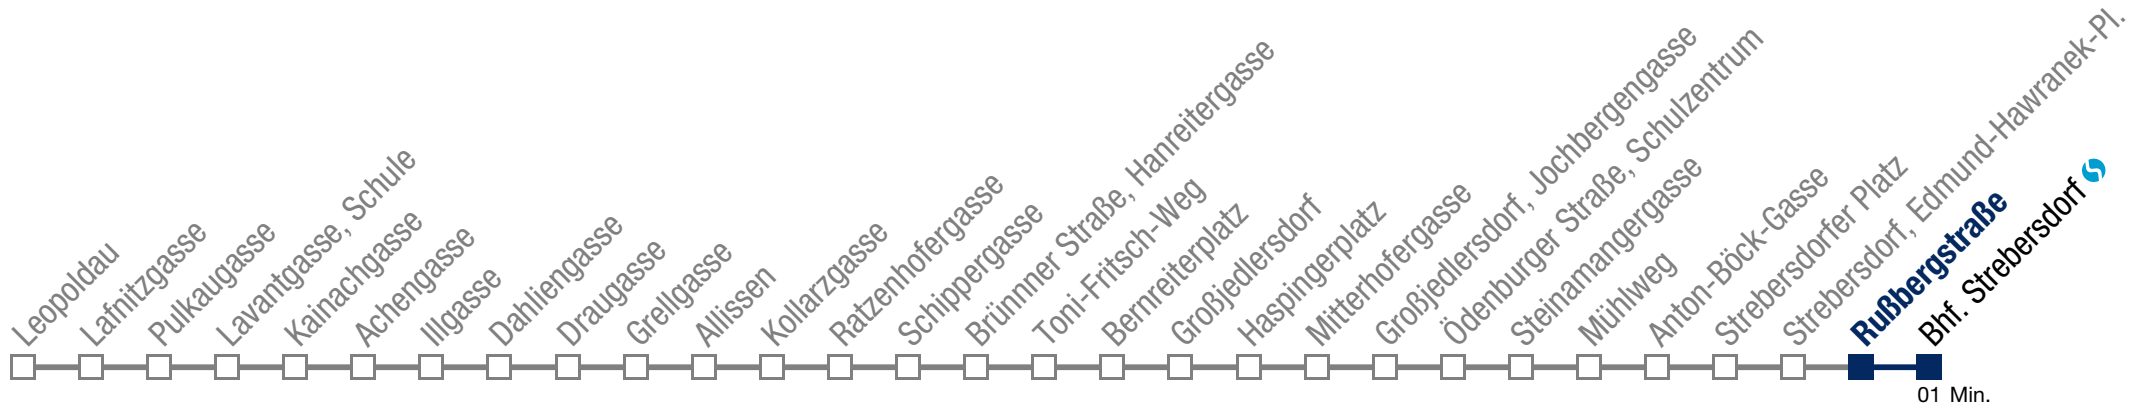 Leopoldau
Lafnitzgasse
Pulkaugasse
Lavantgasse, Schule
Kainachgasse
Achengasse
Illgasse
Dahliengasse
Draugasse
Grellgasse
Allissen
Kollarzgasse
Ratzenhofergasse
Schippergasse
Brünnner Straße, Hanreitergasse
Toni-Fritsch-Weg
Bernreiterplatz
Großjedlersdorf
Haspingerplatz
Mitterhofergasse
Großjedlersdorf, Jochbergengasse
Ödenburger Straße, Schulzentrum
Steinamangergasse
Mühlweg
Anton-Böck-Gasse
Strebersdorfer Platz
Strebersdorf, Edmund-Hawranek-Pl.
Rußbergstraße
Bhf. Strebersdorf
01 Min.